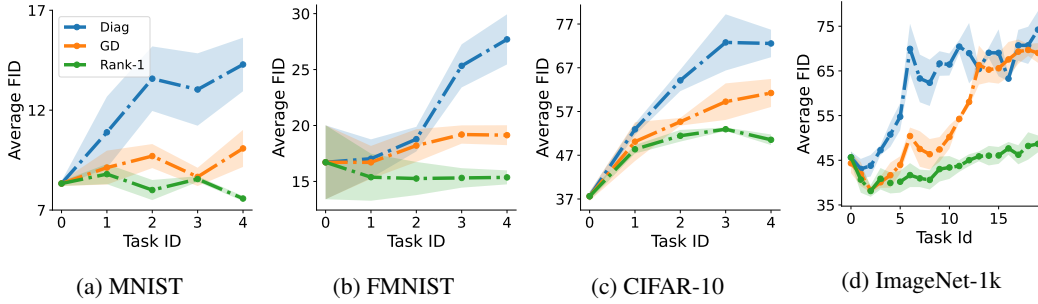 17
12
7
Average FID
Diag
GD
Rank-1
0 1 2 3 4
Task ID
(a) MNIST
30
25
20
15
Average FID
0 1 2 3 4
Task ID
(b) FMNIST
77
67
57
47
37
Average FID
0 1 2 3 4
Task ID
(c) CIFAR-10
75
65
55
45
35
Average FID
0 5 10 15
Task Id
(d) ImageNet-1k